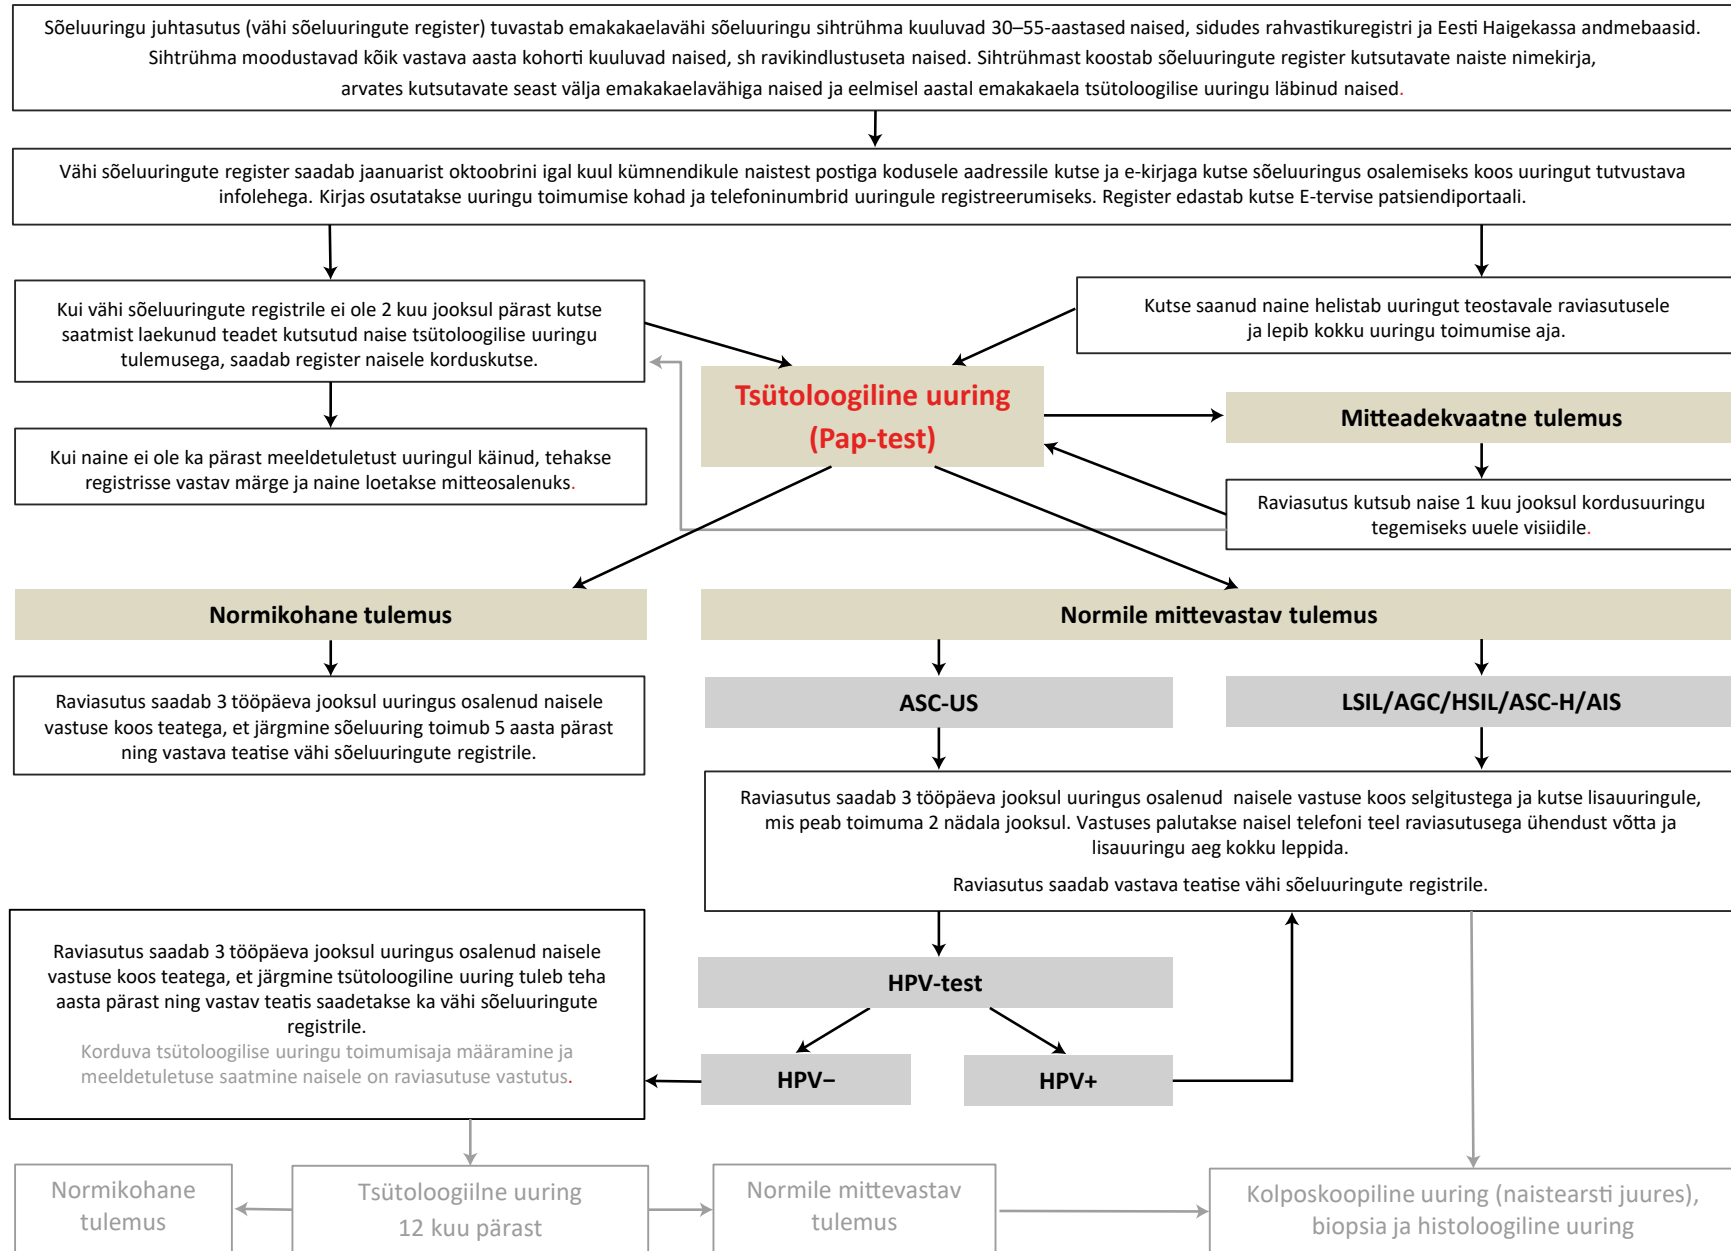 Sõeluuringu juhtasutus (vähi sõeluuringute register) tuvastab emakakaelavähi sõeluuringu sihtrühma kuuluvad 30–55-aastased naised, sidudes rahvastikuregistri ja Eesti Haigekassa andmebaasid.
Sihtrühma moodustavad kõik vastava aasta kohorti kuuluvad naised, sh ravikindlustuseta naised. Sihtrühmast koostab sõeluuringute register kutsutavate naiste nimekirja,
arvates kutsutavate seast välja emakakaelavähiga naised ja eelmisel aastal emakakaela tsütoloogilise uuringu läbinud naised.
Vähi sõeluuringute register saadab jaanuarist oktoobrini igal kuul kümnendikule naistest postiga kodusele aadressile kutse ja e-kirjaga kutse sõeluuringus osalemiseks koos uuringut tutvustava
infolehega. Kirjas osutatakse uuringu toimumise kohad ja telefoninumbrid uuringule registreerumiseks. Register edastab kutse E-tervise patsiendiportaali.
Kui vähi sõeluuringute registrile ei ole 2 kuu jooksul pärast kutse
saatmist laekunud teadet kutsutud naise tsütoloogilise uuringu
tulemusega, saadab register naisele korduskutse.
Kutse saanud naine helistab uuringut teostavale raviasutusele
ja lepib kokku uuringu toimumise aja.
Tsütoloogiline uuring
(Pap-test)
Mitteadekvaatne tulemus
Kui naine ei ole ka pärast meeldetuletust uuringul käinud, tehakse
registrisse vastav märge ja naine loetakse mitteosalenuks.
Raviasutus kutsub naise 1 kuu jooksul kordusuuringu
tegemiseks uuele visiidile.
Normikohane tulemus
Normile mittevastav tulemus
Raviasutus saadab 3 tööpäeva jooksul uuringus osalenud naisele
vastuse koos teatega, et järgmine sõeluuring toimub 5 aasta pärast
ning vastava teatise vähi sõeluuringute registrile.
ASC-US
LSIL/AGC/HSIL/ASC-H/AIS
Raviasutus saadab 3 tööpäeva jooksul uuringus osalenud naisele vastuse koos selgitustega ja kutse lisauuringule,
mis peab toimuma 2 nädala jooksul. Vastuses palutakse naisel telefoni teel raviasutusega ühendust võtta ja
lisauuringu aeg kokku leppida.
Raviasutus saadab vastava teatise vähi sõeluuringute registrile.
Raviasutus saadab 3 tööpäeva jooksul uuringus osalenud naisele
vastuse koos teatega, et järgmine tsütoloogiline uuring tuleb teha
aasta pärast ning vastav teatis saadetakse ka vähi sõeluuringute
registrile.
Korduva tsütoloogilise uuringu toimumisaja määramine ja
meeldetuletuse saatmine naisele on raviasutuse vastutus.
HPV-test
HPV–
HPV+
Normikohane
tulemus
Tsütoloogiilne uuring
12 kuu pärast
Normile mittevastav
tulemus
Kolposkoopiline uuring (naistearsti juures),
biopsia ja histoloogiline uuring